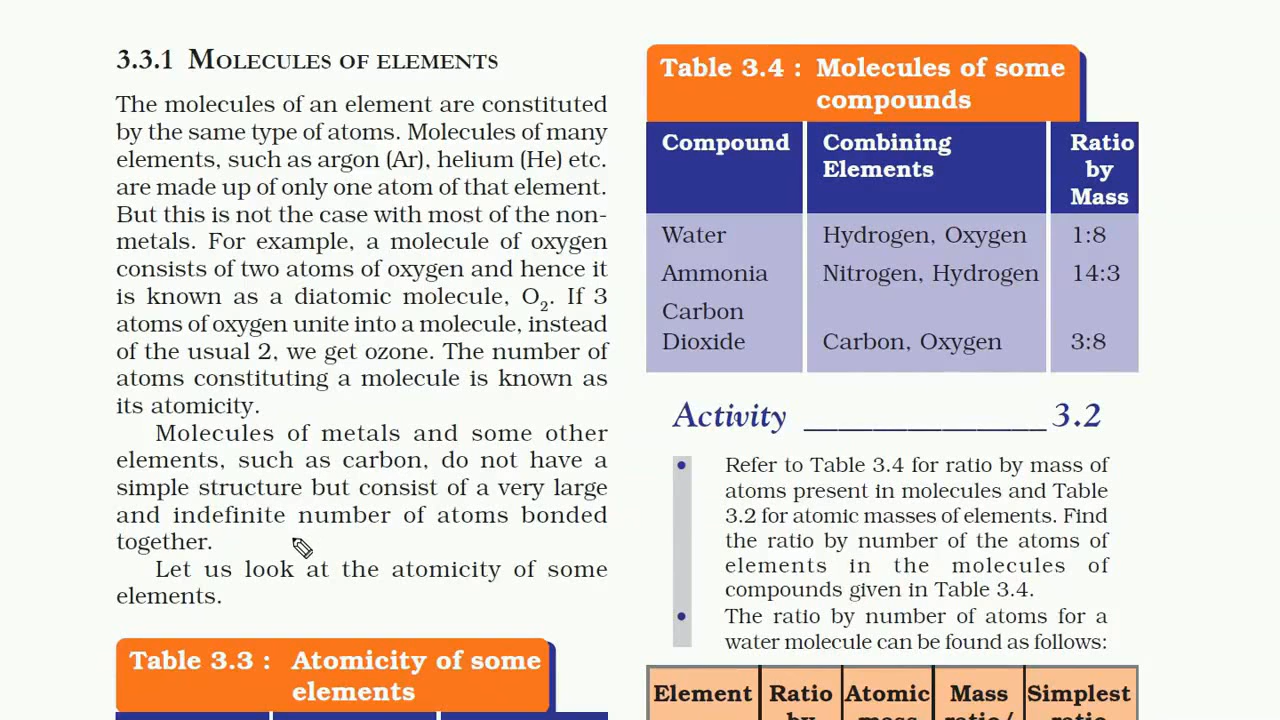 3.3.1 MOLECULES OF ELEMENTS
The molecules of an element are constituted
by the same type of atoms. Molecules of many
elements, such as argon (Ar), helium (He) etc.
are made up of only one atom of that element.
But this is not the case with most of the non-
metals. For example, a molecule of oxygen
consists of two atoms of oxygen and hence it
is known as a diatomic molecule, O₂. If 3
atoms of oxygen unite into a molecule, instead
of the usual 2, we get ozone. The number of
atoms constituting a molecule is known as
its atomicity.
Molecules of metals and some other
elements, such as carbon, do not have a
simple structure but consist of a very large
and indefinite number of atoms bonded
together.
Let us look at the atomicity of some
elements.
Table 3.3 : Atomicity of some
elements
Table 3.4 : Molecules of some
compounds
Compound Combining Ratio
Elements by
Mass
Water Hydrogen, Oxygen 1:8
Ammonia Nitrogen, Hydrogen 14:3
Carbon
Dioxide Carbon, Oxygen 3:8
Activity ______________ 3.2
• Refer to Table 3.4 for ratio by mass of
atoms present in molecules and Table
3.2 for atomic masses of elements. Find
the ratio by number of the atoms of
elements in the molecules of
compounds given in Table 3.4.
• The ratio by number of atoms for a
water molecule can be found as follows:
Element Ratio Atomic Mass Simplest
by mass ratio/ ratio